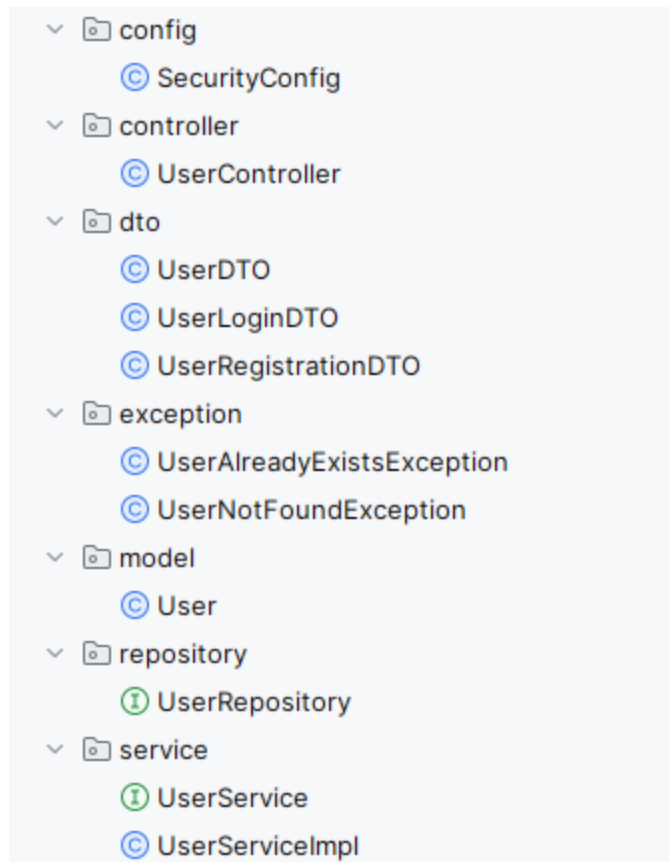 config
SecurityConfig
controller
UserController
dto
UserDTO
UserLoginDTO
UserRegistrationDTO
exception
UserAlreadyExistsException
UserNotFoundException
model
User
repository
UserRepository
service
UserService
UserServiceImpl